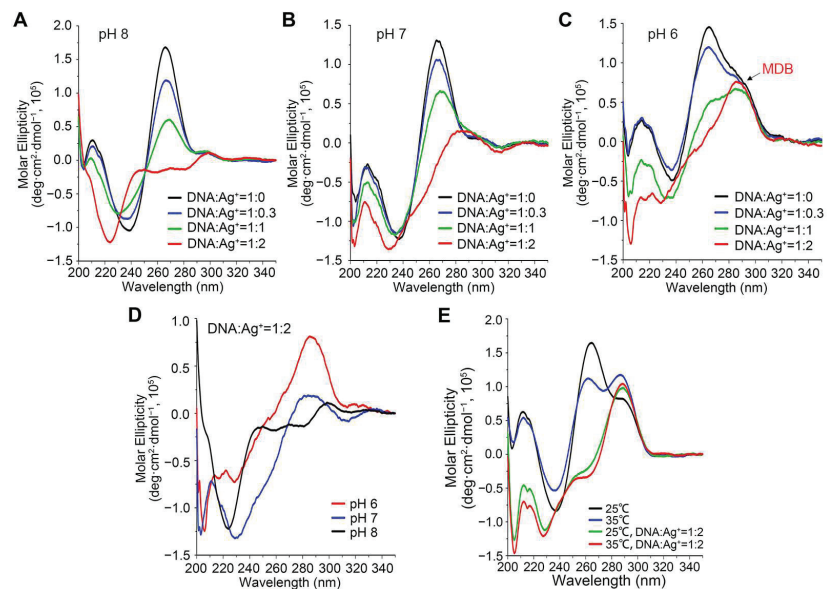 A
pH 8
Molar Ellipticity
(deg·cm²·dmol⁻¹, 10⁵)
2.0
1.5
1.0
0.5
0.0
−0.5
−1.0
−1.5
DNA:Ag⁺=1:0
DNA:Ag⁺=1:0.3
DNA:Ag⁺=1:1
DNA:Ag⁺=1:2
200 220 240 260 280 300 320 340
Wavelength (nm)
B
pH 7
Molar Ellipticity
(deg·cm²·dmol⁻¹, 10⁵)
1.5
1.0
0.5
0.0
−0.5
−1.0
−1.5
DNA:Ag⁺=1:0
DNA:Ag⁺=1:0.3
DNA:Ag⁺=1:1
DNA:Ag⁺=1:2
200 220 240 260 280 300 320 340
Wavelength (nm)
C
pH 6
MDB
Molar Ellipticity
(deg·cm²·dmol⁻¹, 10⁵)
1.5
1.0
0.5
0.0
−0.5
−1.0
−1.5
DNA:Ag⁺=1:0
DNA:Ag⁺=1:0.3
DNA:Ag⁺=1:1
DNA:Ag⁺=1:2
200 220 240 260 280 300 320 340
Wavelength (nm)
D
DNA:Ag⁺=1:2
Molar Ellipticity
(deg·cm²·dmol⁻¹, 10⁵)
1.0
0.5
0.0
−0.5
−1.0
−1.5
pH 6
pH 7
pH 8
200 220 240 260 280 300 320 340
Wavelength (nm)
E
Molar Ellipticity
(deg·cm²·dmol⁻¹, 10⁵)
2.0
1.5
1.0
0.5
0.0
−0.5
−1.0
−1.5
25℃
35℃
25℃, DNA:Ag⁺=1:2
35℃, DNA:Ag⁺=1:2
200 220 240 260 280 300 320 340
Wavelength (nm)